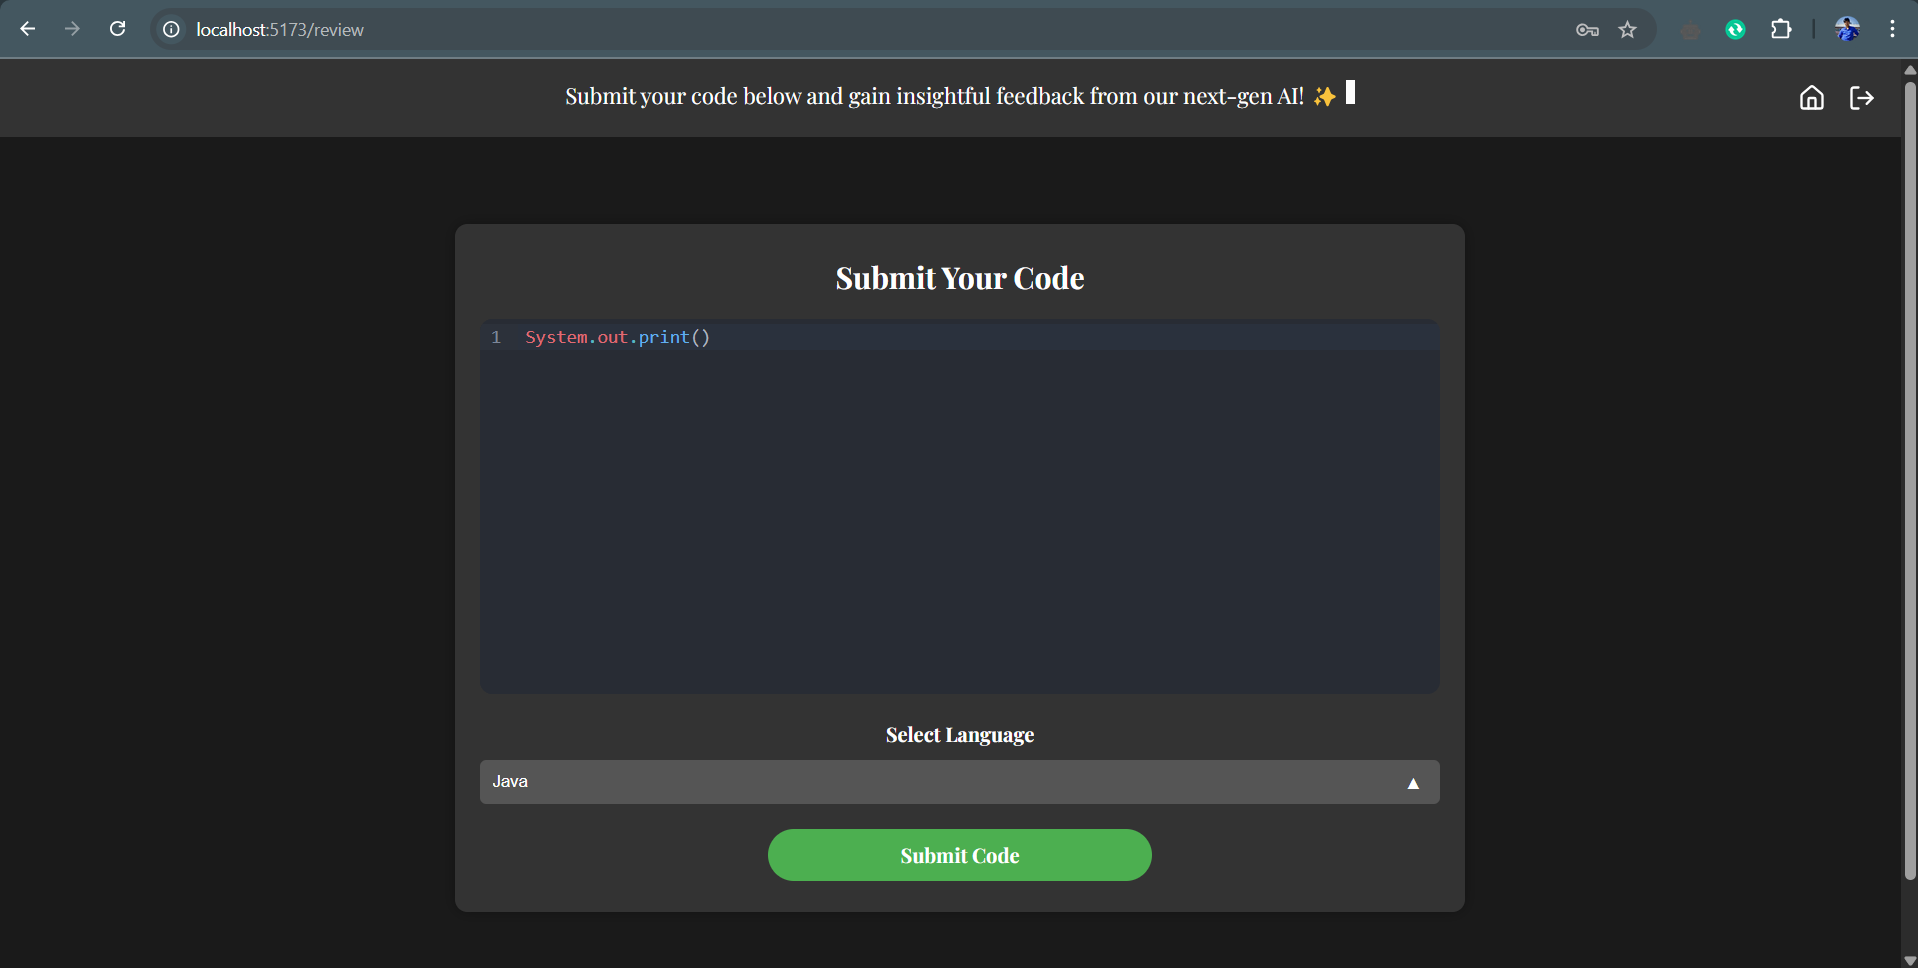 localhost:5173/review
Submit your code below and gain insightful feedback from our next-gen AI! ✨
Submit Your Code
1 System.out.print()
Select Language
Java ▲
Submit Code